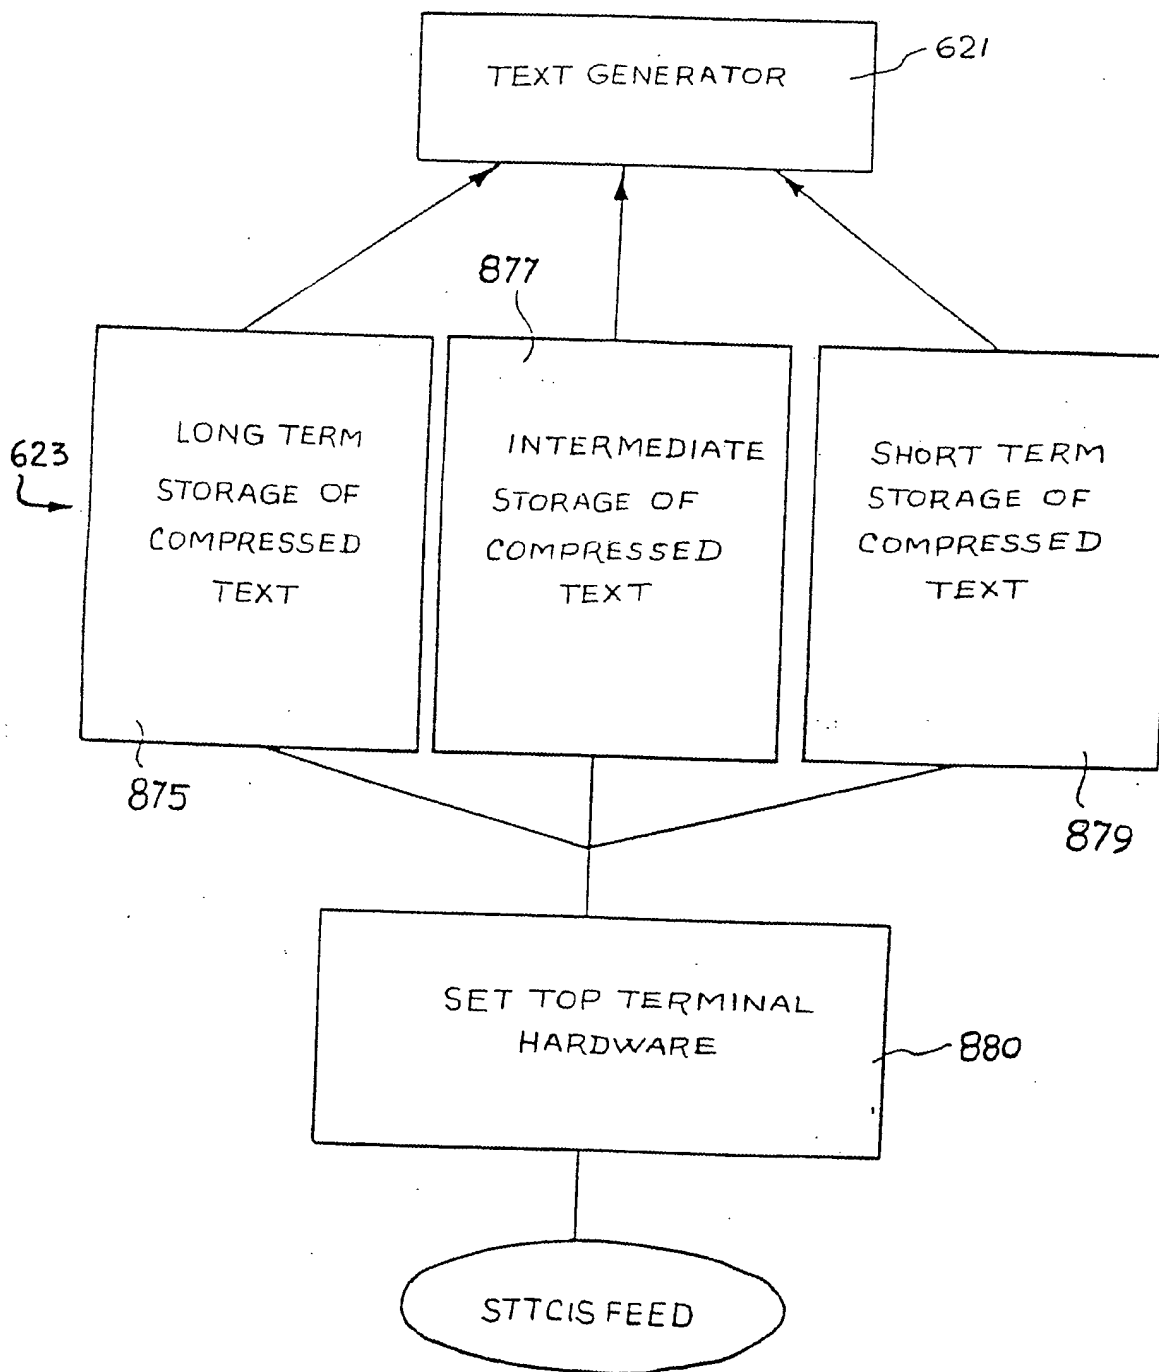 TEXT GENERATOR
621
877
623
LONG TERM
STORAGE OF
COMPRESSED
TEXT
INTERMEDIATE
STORAGE OF
COMPRESSED
TEXT
SHORT TERM
STORAGE OF
COMPRESSED
TEXT
875
879
SET TOP TERMINAL
HARDWARE
880
STTCIS FEED